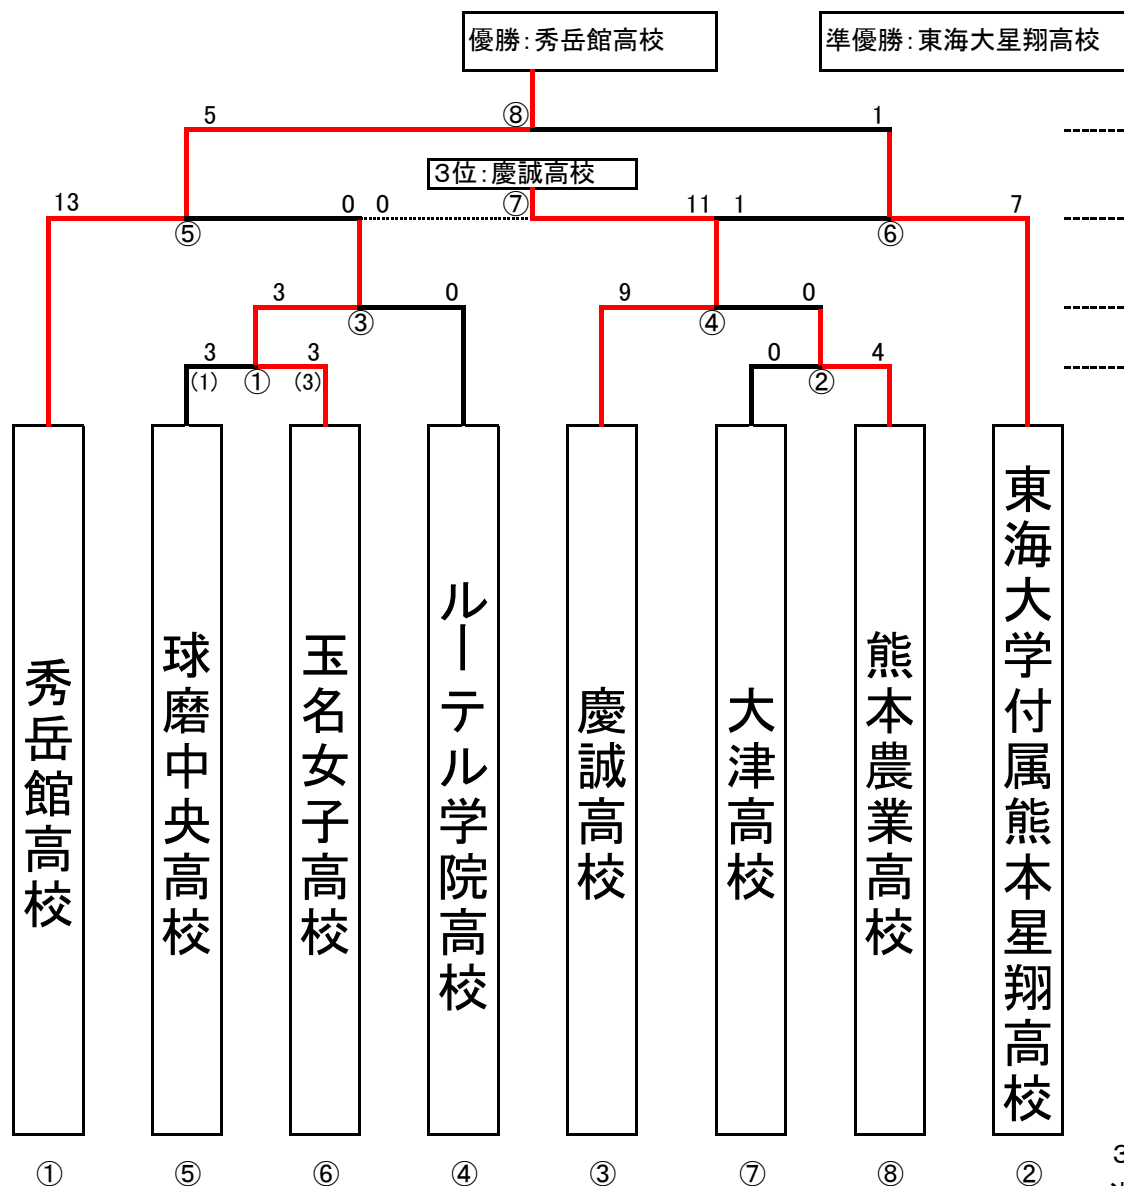 優勝：秀岳館高校
準優勝：東海大星翔高校
5 ⑧ 1
3位：慶誠高校
13 0 0 ⑦ 11 1 7
⑤ ⑥
3 0 9 0
③ ④
3 3 0 4
(1) ① (3) ②
秀岳館高校
球磨中央高校
玉名女子高校
ルーテル学院高校
慶誠高校
大津高校
熊本農業高校
東海大学付属熊本星翔高校
① ⑤ ⑥ ④ ③ ⑦ ⑧ ②